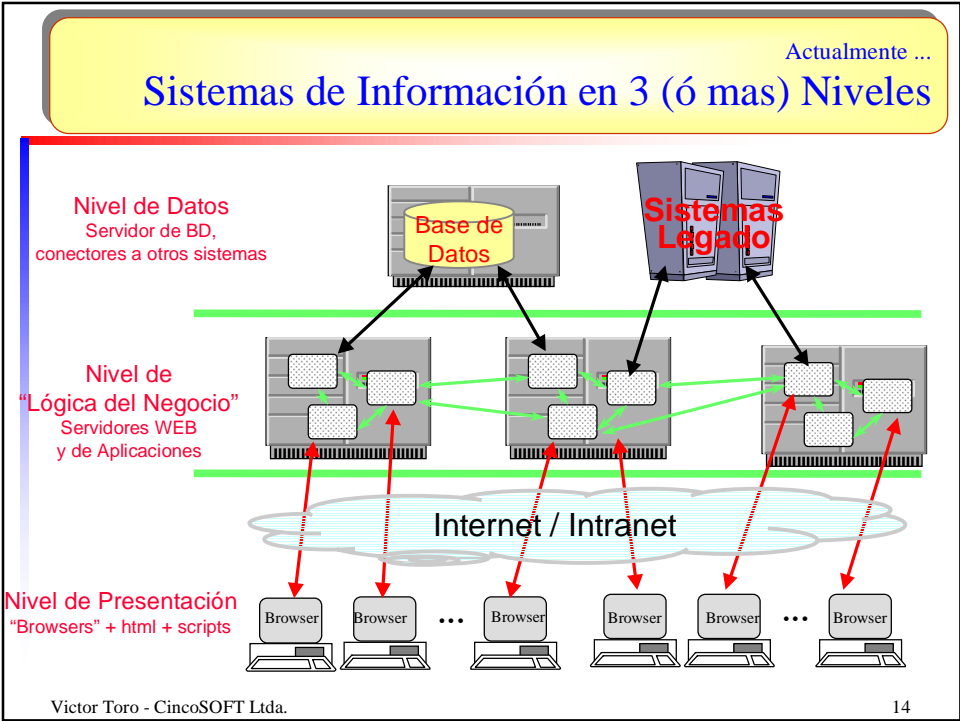 Actualmente ...
Sistemas de Información en 3 (ó mas) Niveles
Nivel de Datos
Servidor de BD,
conectores a otros sistemas
Base de
Datos
Sistemas
Legado
Nivel de
“Lógica del Negocio”
Servidores WEB
y de Aplicaciones
Internet / Intranet
Nivel de Presentación
“Browsers” + html + scripts
Browser
Browser
...
Browser
Browser
Browser
...
Browser
Victor Toro - CincoSOFT Ltda.
14